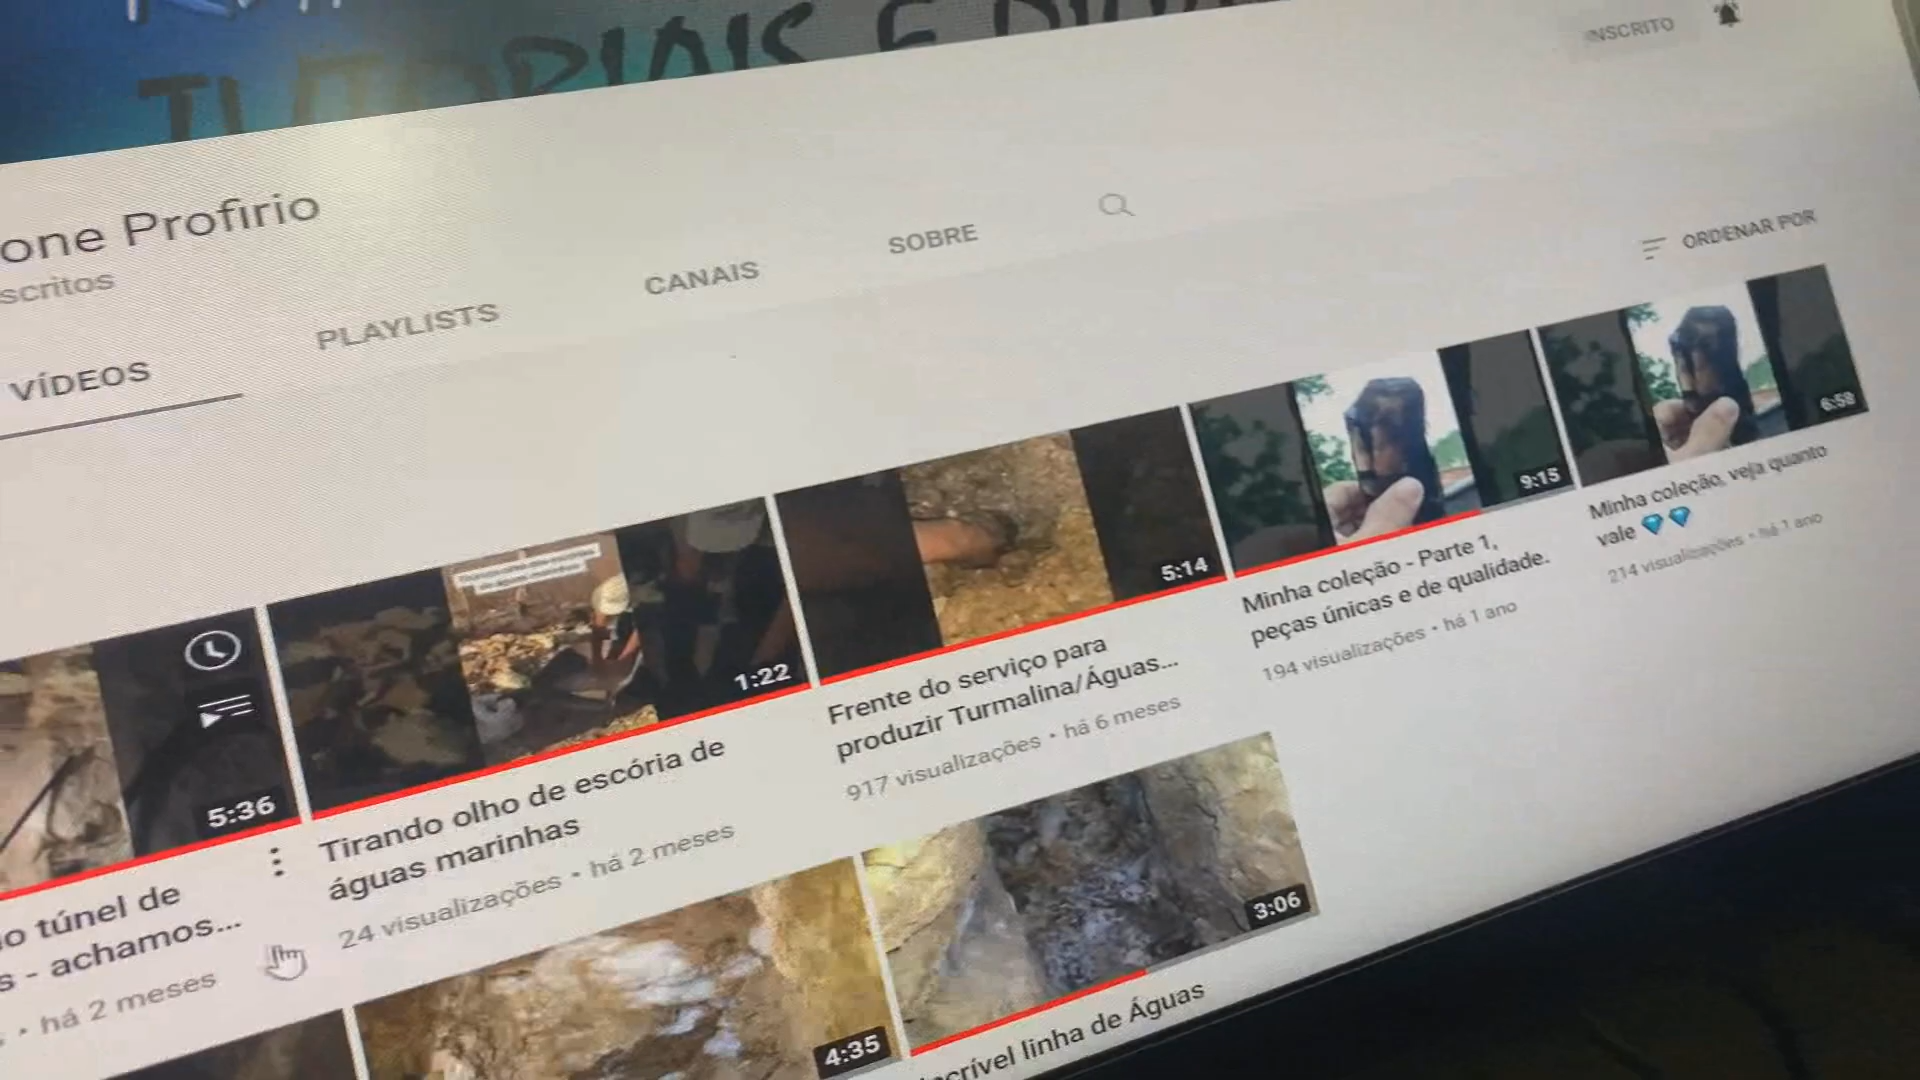 TUTORIAIS E
INSCRITO
one Profirio
scritos
VÍDEOS
PLAYLISTS
CANAIS
SOBRE
ORDENAR POR
5:36
o túnel de
s - achamos...
• há 2 meses
1:22
Tirando olho de escória de
águas marinhas
24 visualizações • há 2 meses
5:14
Frente do serviço para
produzir Turmalina/Águas...
917 visualizações • há 6 meses
9:15
Minha coleção - Parte 1,
peças únicas e de qualidade.
194 visualizações • há 1 ano
6:58
Minha coleção, veja quanto
vale 💎💎
214 visualizações • há 1 ano
4:35
3:06
crível linha de Águas